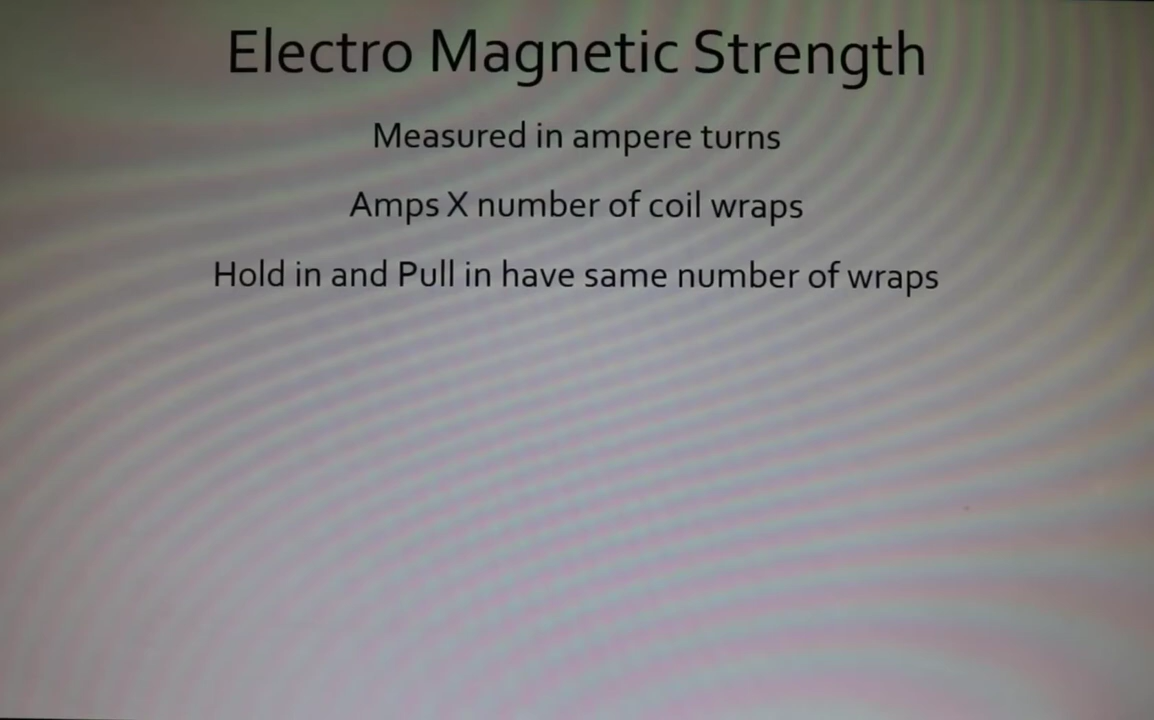 Electro Magnetic Strength
Measured in ampere turns
Amps X number of coil wraps
Hold in and Pull in have same number of wraps